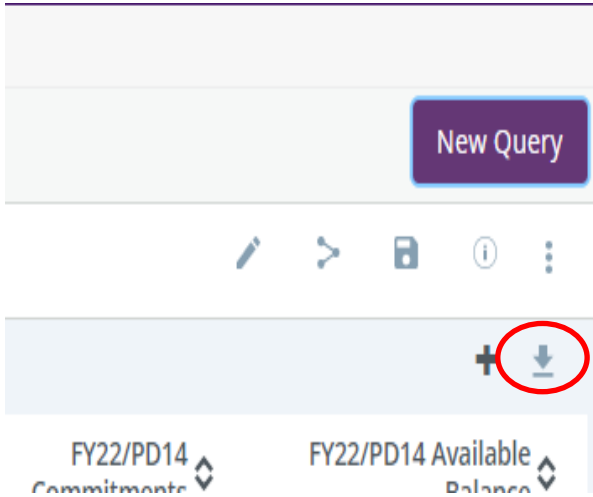 New Query
FY22/PD14
Commitments
FY22/PD14 Available
Balance